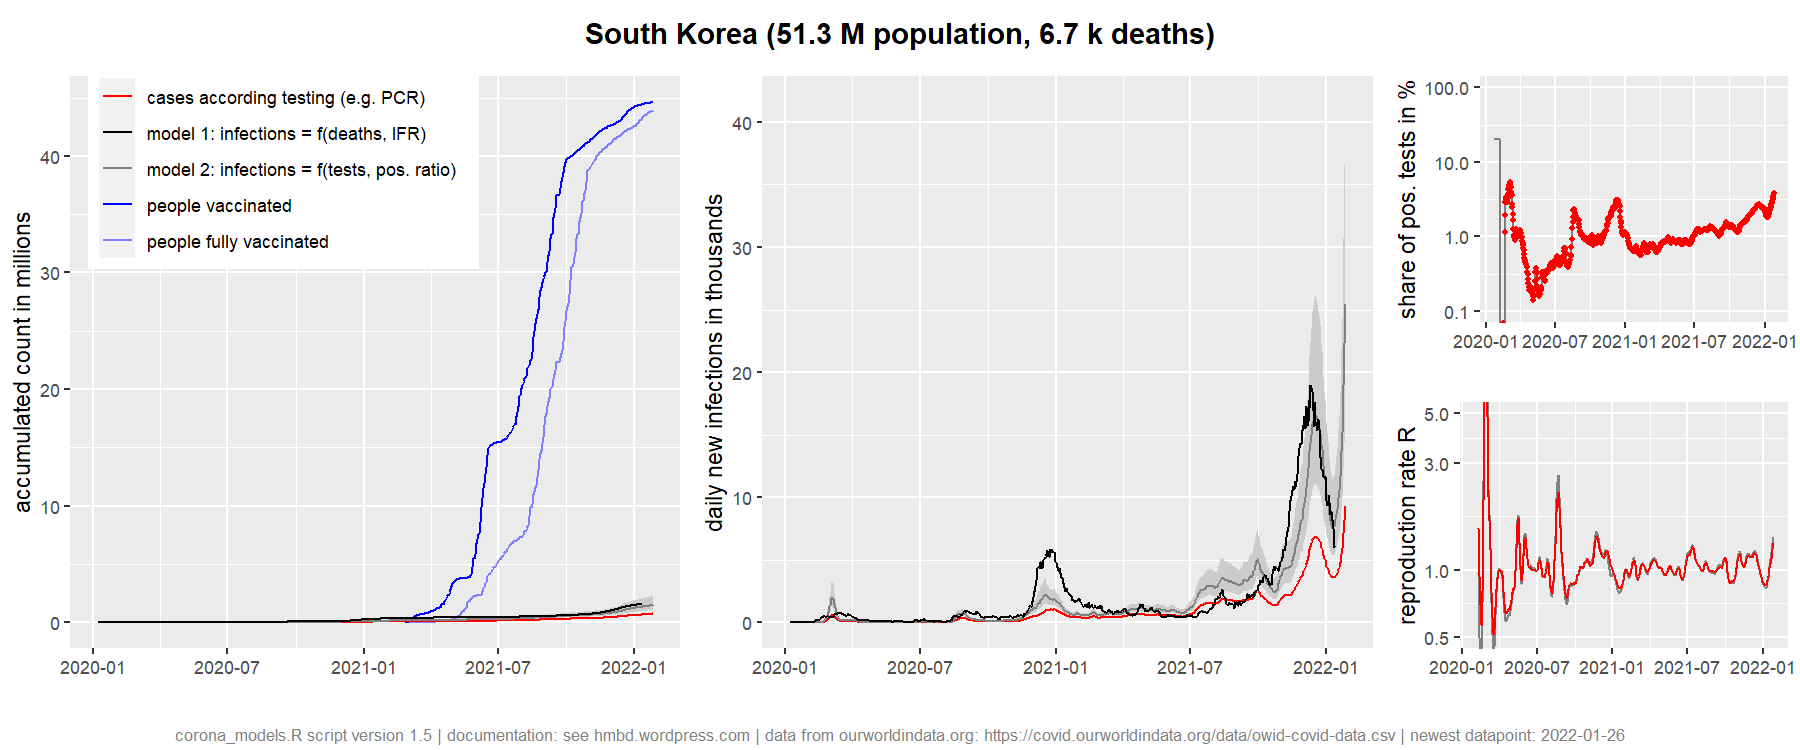 South Korea (51.3 M population, 6.7 k deaths)
accumulated count in millions
40
30
20
10
0
cases according testing (e.g. PCR)
model 1: infections = f(deaths, IFR)
model 2: infections = f(tests, pos. ratio)
people vaccinated
people fully vaccinated
2020-01 2020-07 2021-01 2021-07 2022-01
daily new infections in thousands
40
30
20
10
0
2020-01 2020-07 2021-01 2021-07 2022-01
share of pos. tests in %
100.0
10.0
1.0
0.1
2020-01 2020-07 2021-01 2021-07 2022-01
reproduction rate R
5.0
3.0
1.0
0.5
2020-01 2020-07 2021-01 2021-07 2022-01
corona_models.R script version 1.5 | documentation: see hmbd.wordpress.com | data from ourworldindata.org: https://covid.ourworldindata.org/data/owid-covid-data.csv | newest datapoint: 2022-01-26